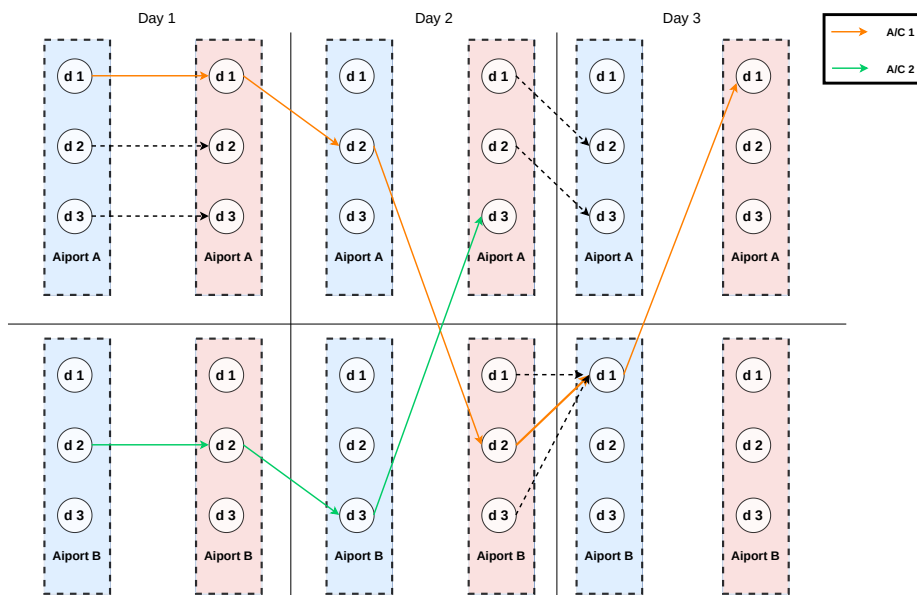 Day 1
Day 2
Day 3
A/C 1
A/C 2
d 1
d 1
d 1
d 1
d 1
d 1
d 2
d 2
d 2
d 2
d 2
d 2
d 3
d 3
d 3
d 3
d 3
d 3
Aiport A
Aiport A
Aiport A
Aiport A
Aiport A
Aiport A
d 1
d 1
d 1
d 1
d 1
d 1
d 2
d 2
d 2
d 2
d 2
d 2
d 3
d 3
d 3
d 3
d 3
d 3
Aiport B
Aiport B
Aiport B
Aiport B
Aiport B
Aiport B